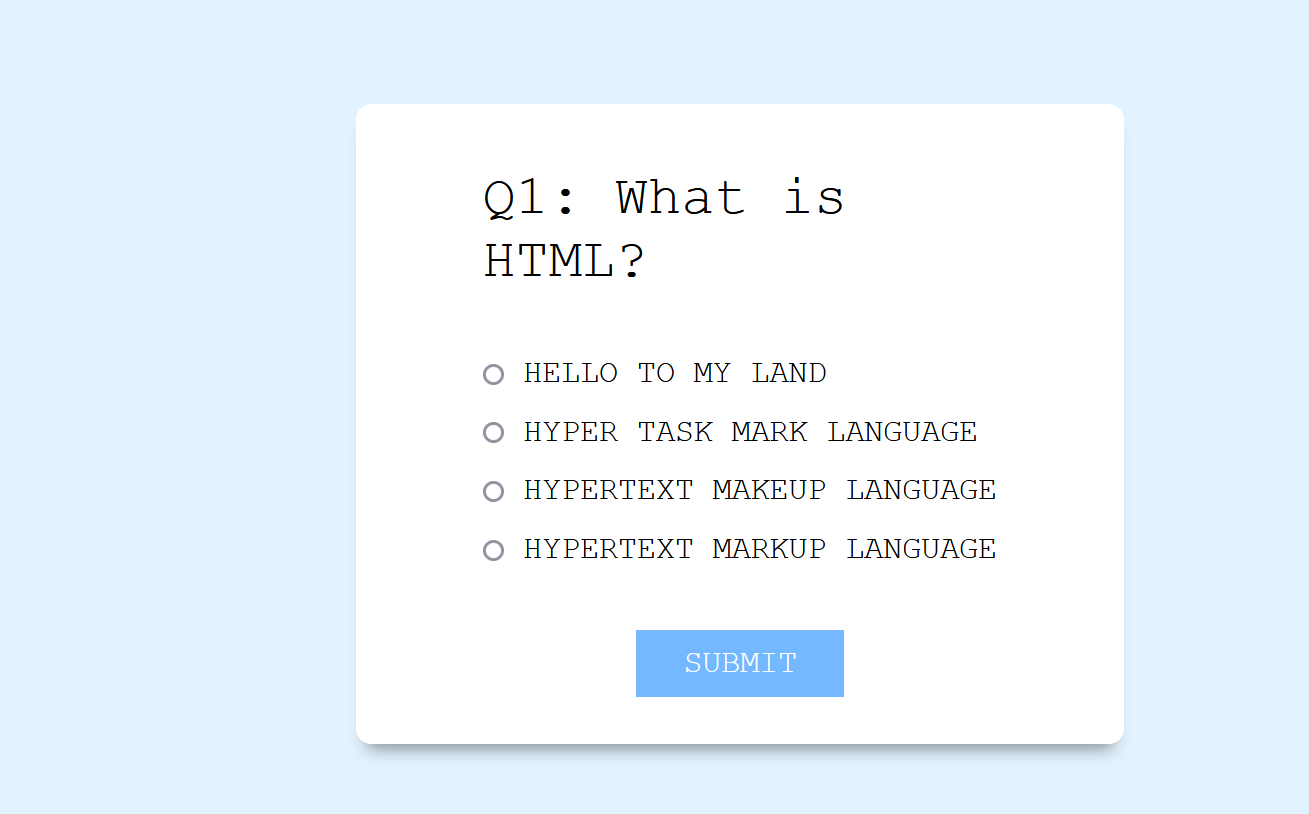 Q1: What is
HTML?
HELLO TO MY LAND
HYPER TASK MARK LANGUAGE
HYPERTEXT MAKEUP LANGUAGE
HYPERTEXT MARKUP LANGUAGE
SUBMIT